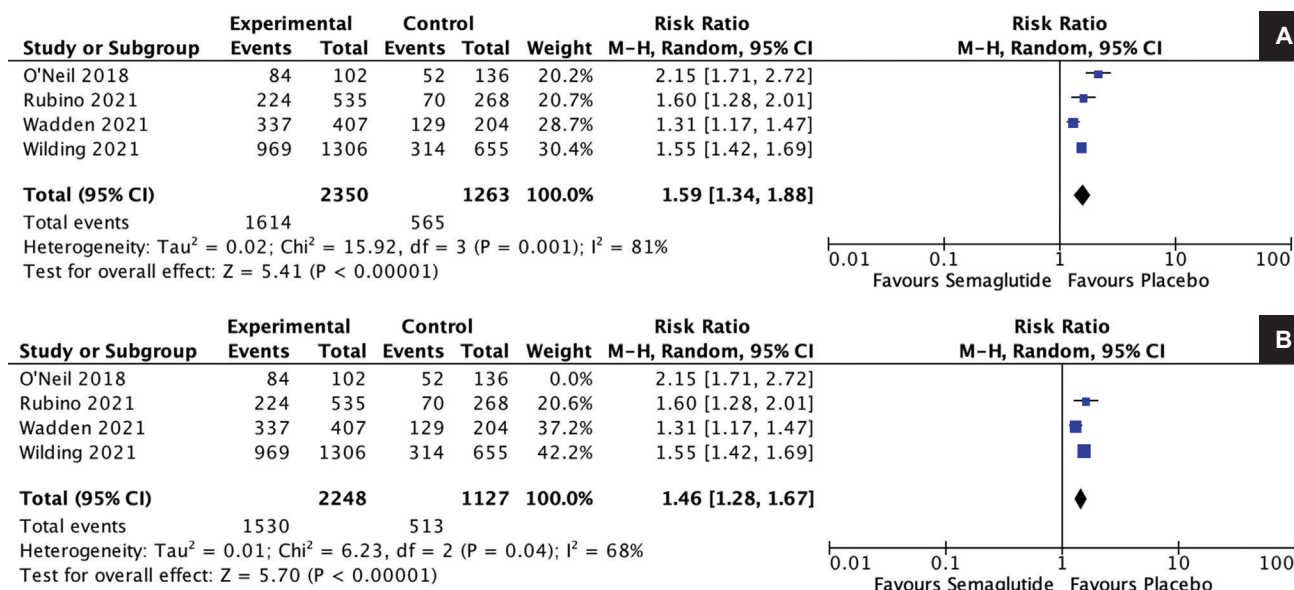 Experimental Control Risk Ratio Risk Ratio
Study or Subgroup Events Total Events Total Weight M-H, Random, 95% CI M-H, Random, 95% CI A
O'Neil 2018 84 102 52 136 20.2% 2.15 [1.71, 2.72]
Rubino 2021 224 535 70 268 20.7% 1.60 [1.28, 2.01]
Wadden 2021 337 407 129 204 28.7% 1.31 [1.17, 1.47]
Wilding 2021 969 1306 314 655 30.4% 1.55 [1.42, 1.69]
Total (95% CI) 2350 1263 100.0% 1.59 [1.34, 1.88]
Total events 1614 565
Heterogeneity: Tau² = 0.02; Chi² = 15.92, df = 3 (P = 0.001); I² = 81%
Test for overall effect: Z = 5.41 (P < 0.00001)
0.01 0.1 1 10 100
Favours Semaglutide Favours Placebo
Experimental Control Risk Ratio Risk Ratio
Study or Subgroup Events Total Events Total Weight M-H, Random, 95% CI M-H, Random, 95% CI B
O'Neil 2018 84 102 52 136 0.0% 2.15 [1.71, 2.72]
Rubino 2021 224 535 70 268 20.6% 1.60 [1.28, 2.01]
Wadden 2021 337 407 129 204 37.2% 1.31 [1.17, 1.47]
Wilding 2021 969 1306 314 655 42.2% 1.55 [1.42, 1.69]
Total (95% CI) 2248 1127 100.0% 1.46 [1.28, 1.67]
Total events 1530 513
Heterogeneity: Tau² = 0.01; Chi² = 6.23, df = 2 (P = 0.04); I² = 68%
Test for overall effect: Z = 5.70 (P < 0.00001)
0.01 0.1 1 10 100
Favours Semaglutide Favours Placebo